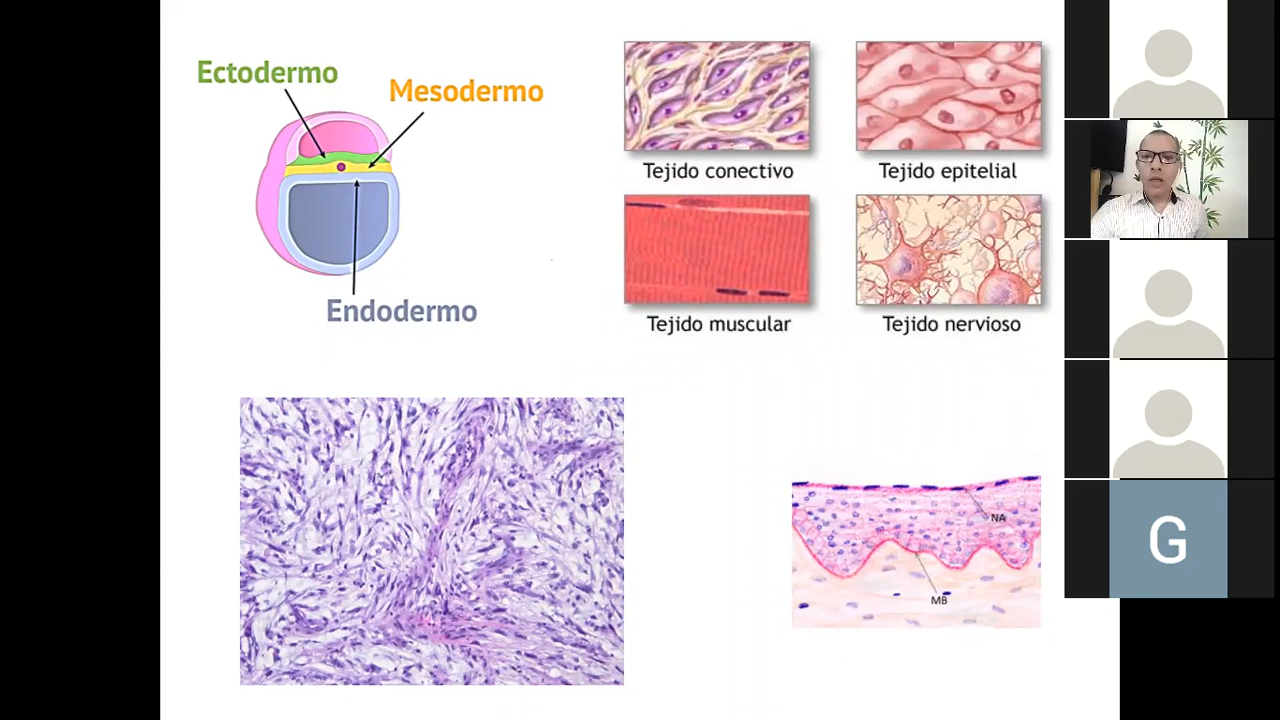 Ectodermo
Mesodermo
Endodermo
Tejido conectivo
Tejido epitelial
Tejido muscular
Tejido nervioso
NA
MB
G